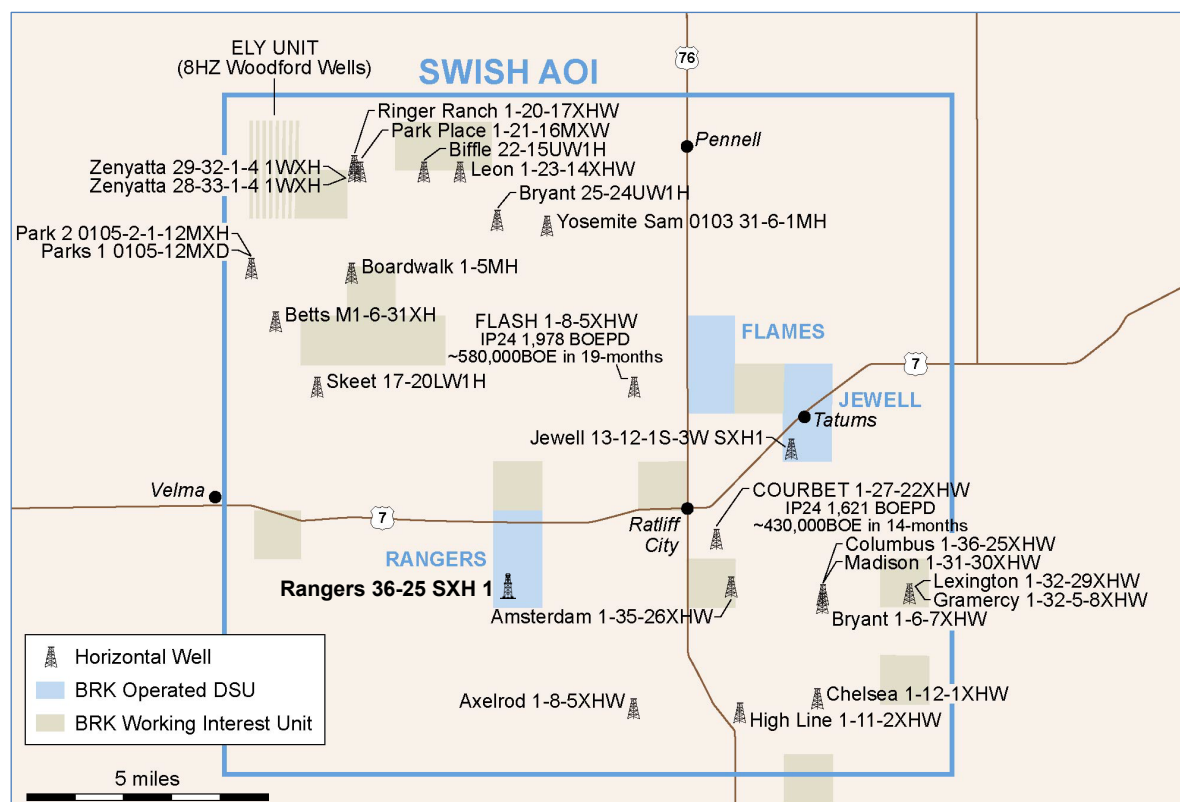 ELY UNIT
(8HZ Woodford Wells)
SWISH AOI
76
Ringer Ranch 1-20-17XHW
Park Place 1-21-16MXW
Biffle 22-15UW1H
Leon 1-23-14XHW
Pennell
Zenyatta 29-32-1-4 1WXH
Zenyatta 28-33-1-4 1WXH
Bryant 25-24UW1H
Yosemite Sam 0103 31-6-1MH
Park 2 0105-2-1-12MXH
Parks 1 0105-12MXD
Boardwalk 1-5MH
Betts M1-6-31XH
FLASH 1-8-5XHW
IP24 1,978 BOEPD
~580,000BOE in 19-months
FLAMES
7
Skeet 17-20LW1H
JEWELL
Tatums
Jewell 13-12-1S-3W SXH1
Velma
7
Ratliff
City
COURBET 1-27-22XHW
IP24 1,621 BOEPD
~430,000BOE in 14-months
RANGERS
Rangers 36-25 SXH 1
Columbus 1-36-25XHW
Madison 1-31-30XHW
Lexington 1-32-29XHW
Gramercy 1-32-5-8XHW
Amsterdam 1-35-26XHW
Bryant 1-6-7XHW
Horizontal Well
BRK Operated DSU
BRK Working Interest Unit
Axelrod 1-8-5XHW
Chelsea 1-12-1XHW
High Line 1-11-2XHW
5 miles